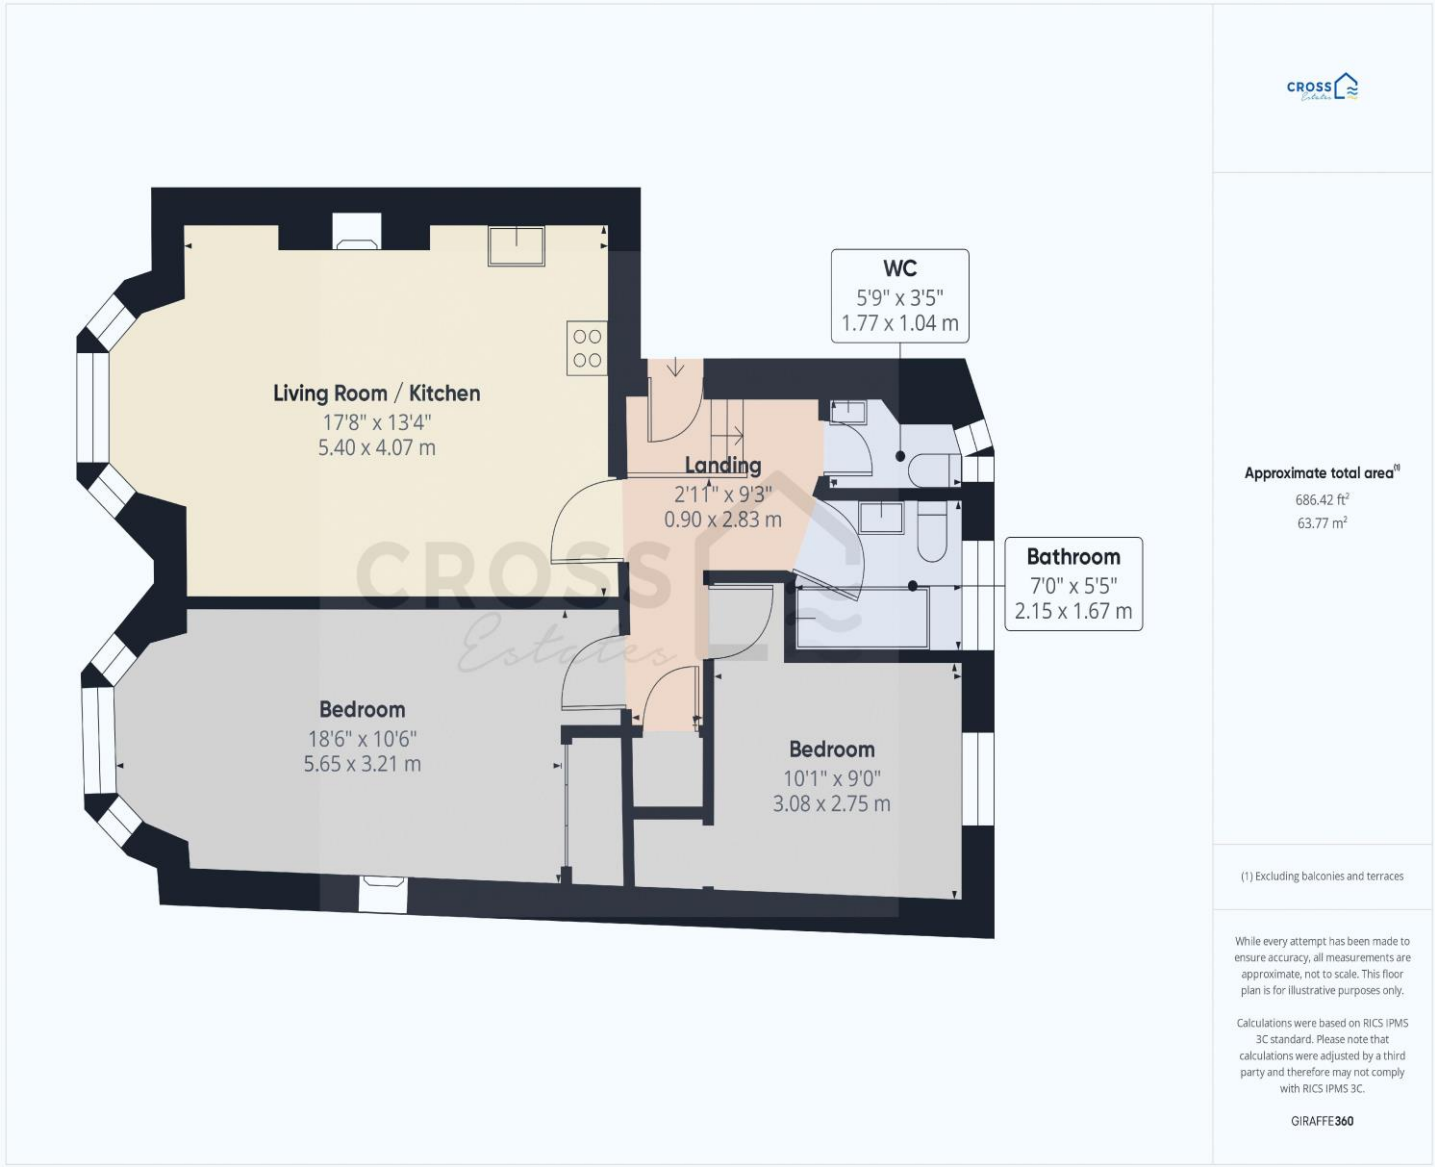 CROSS
Estates
WC
5'9" x 3'5"
1.77 x 1.04 m
Living Room / Kitchen
17'8" x 13'4"
5.40 x 4.07 m
Landing
2'11" x 9'3"
0.90 x 2.83 m
Bathroom
7'0" x 5'5"
2.15 x 1.67 m
CROSS
Estates
Bedroom
18'6" x 10'6"
5.65 x 3.21 m
Bedroom
10'1" x 9'0"
3.08 x 2.75 m
Approximate total area(1)
686.42 ft²
63.77 m²
(1) Excluding balconies and terraces
While every attempt has been made to
ensure accuracy, all measurements are
approximate, not to scale. This floor
plan is for illustrative purposes only.
Calculations were based on RICS IPMS
3C standard. Please note that
calculations were adjusted by a third
party and therefore may not comply
with RICS IPMS 3C.
GIRAFFE360